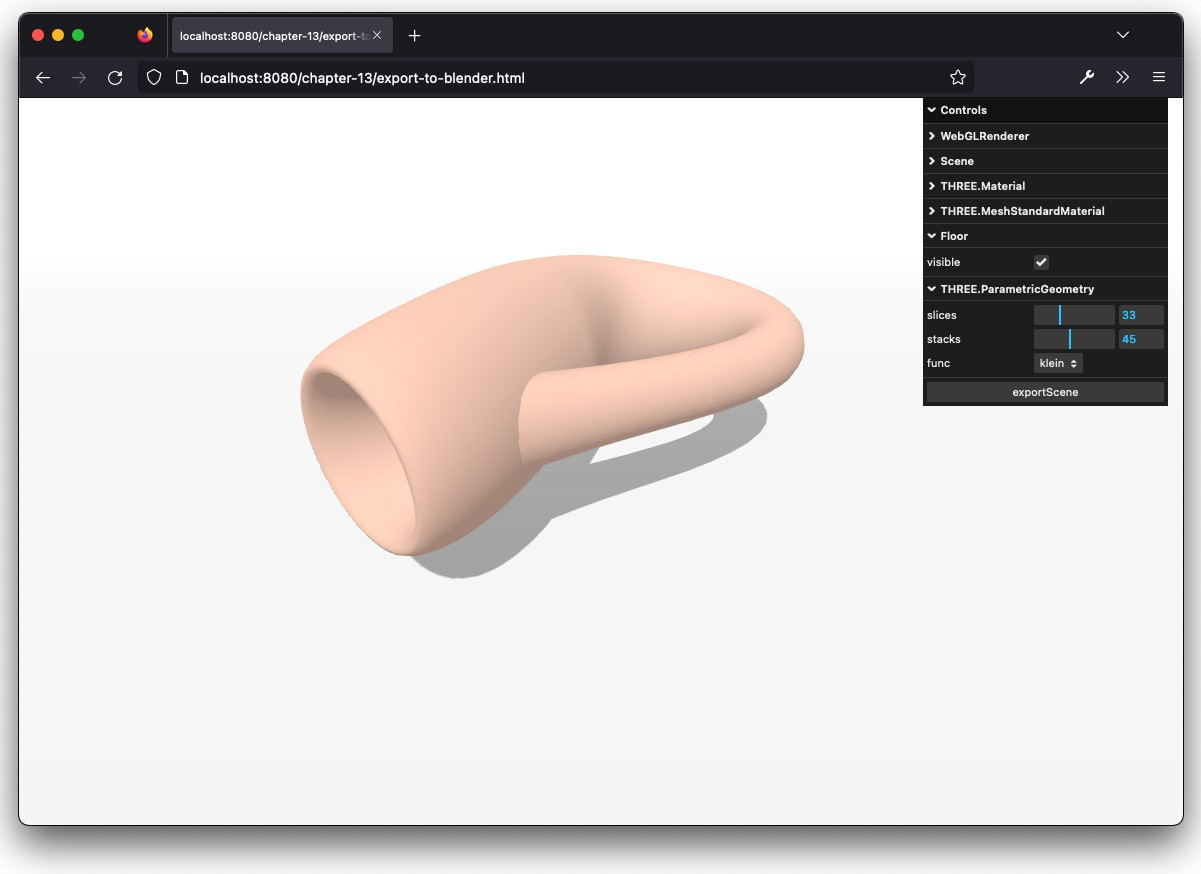 localhost:8080/chapter-13/export-to
localhost:8080/chapter-13/export-to-blender.html
Controls
WebGLRenderer
Scene
THREE.Material
THREE.MeshStandardMaterial
Floor
visible
THREE.ParametricGeometry
slices 33
stacks 45
func klein
exportScene